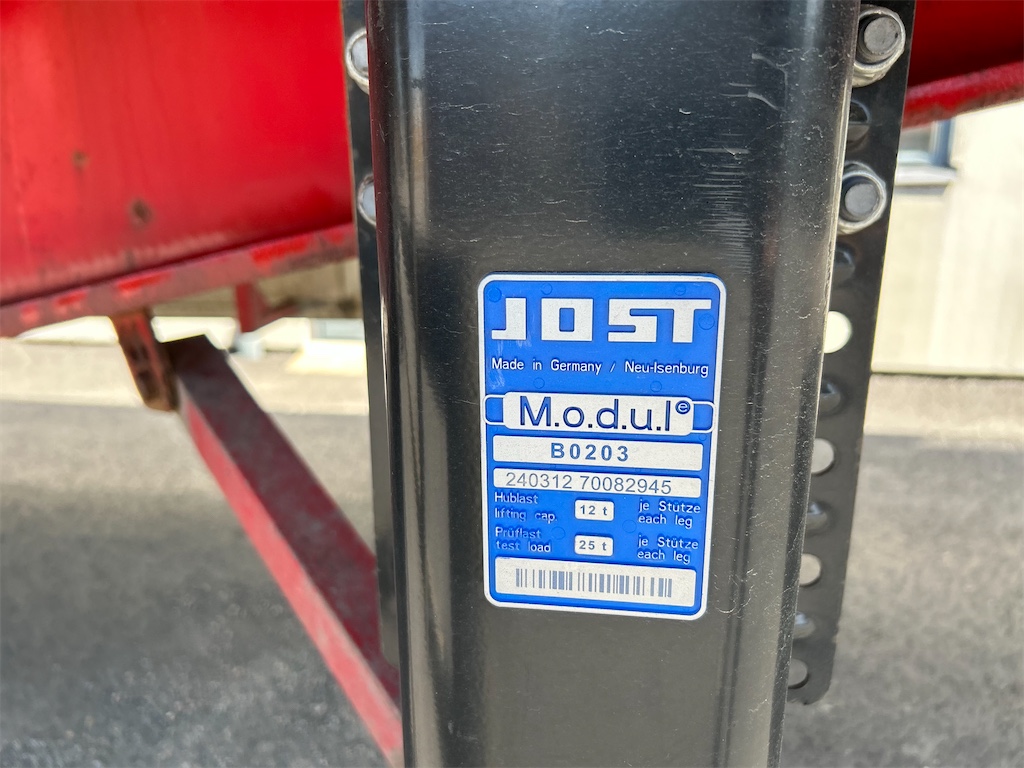 JOST
Made in Germany / Neu-Isenburg
M.o.d.u.l®
B0203
240312 70082945
Hublast 12 t je Stütze
lifting cap. each leg
Prüflast 25 t je Stütze
test load each leg